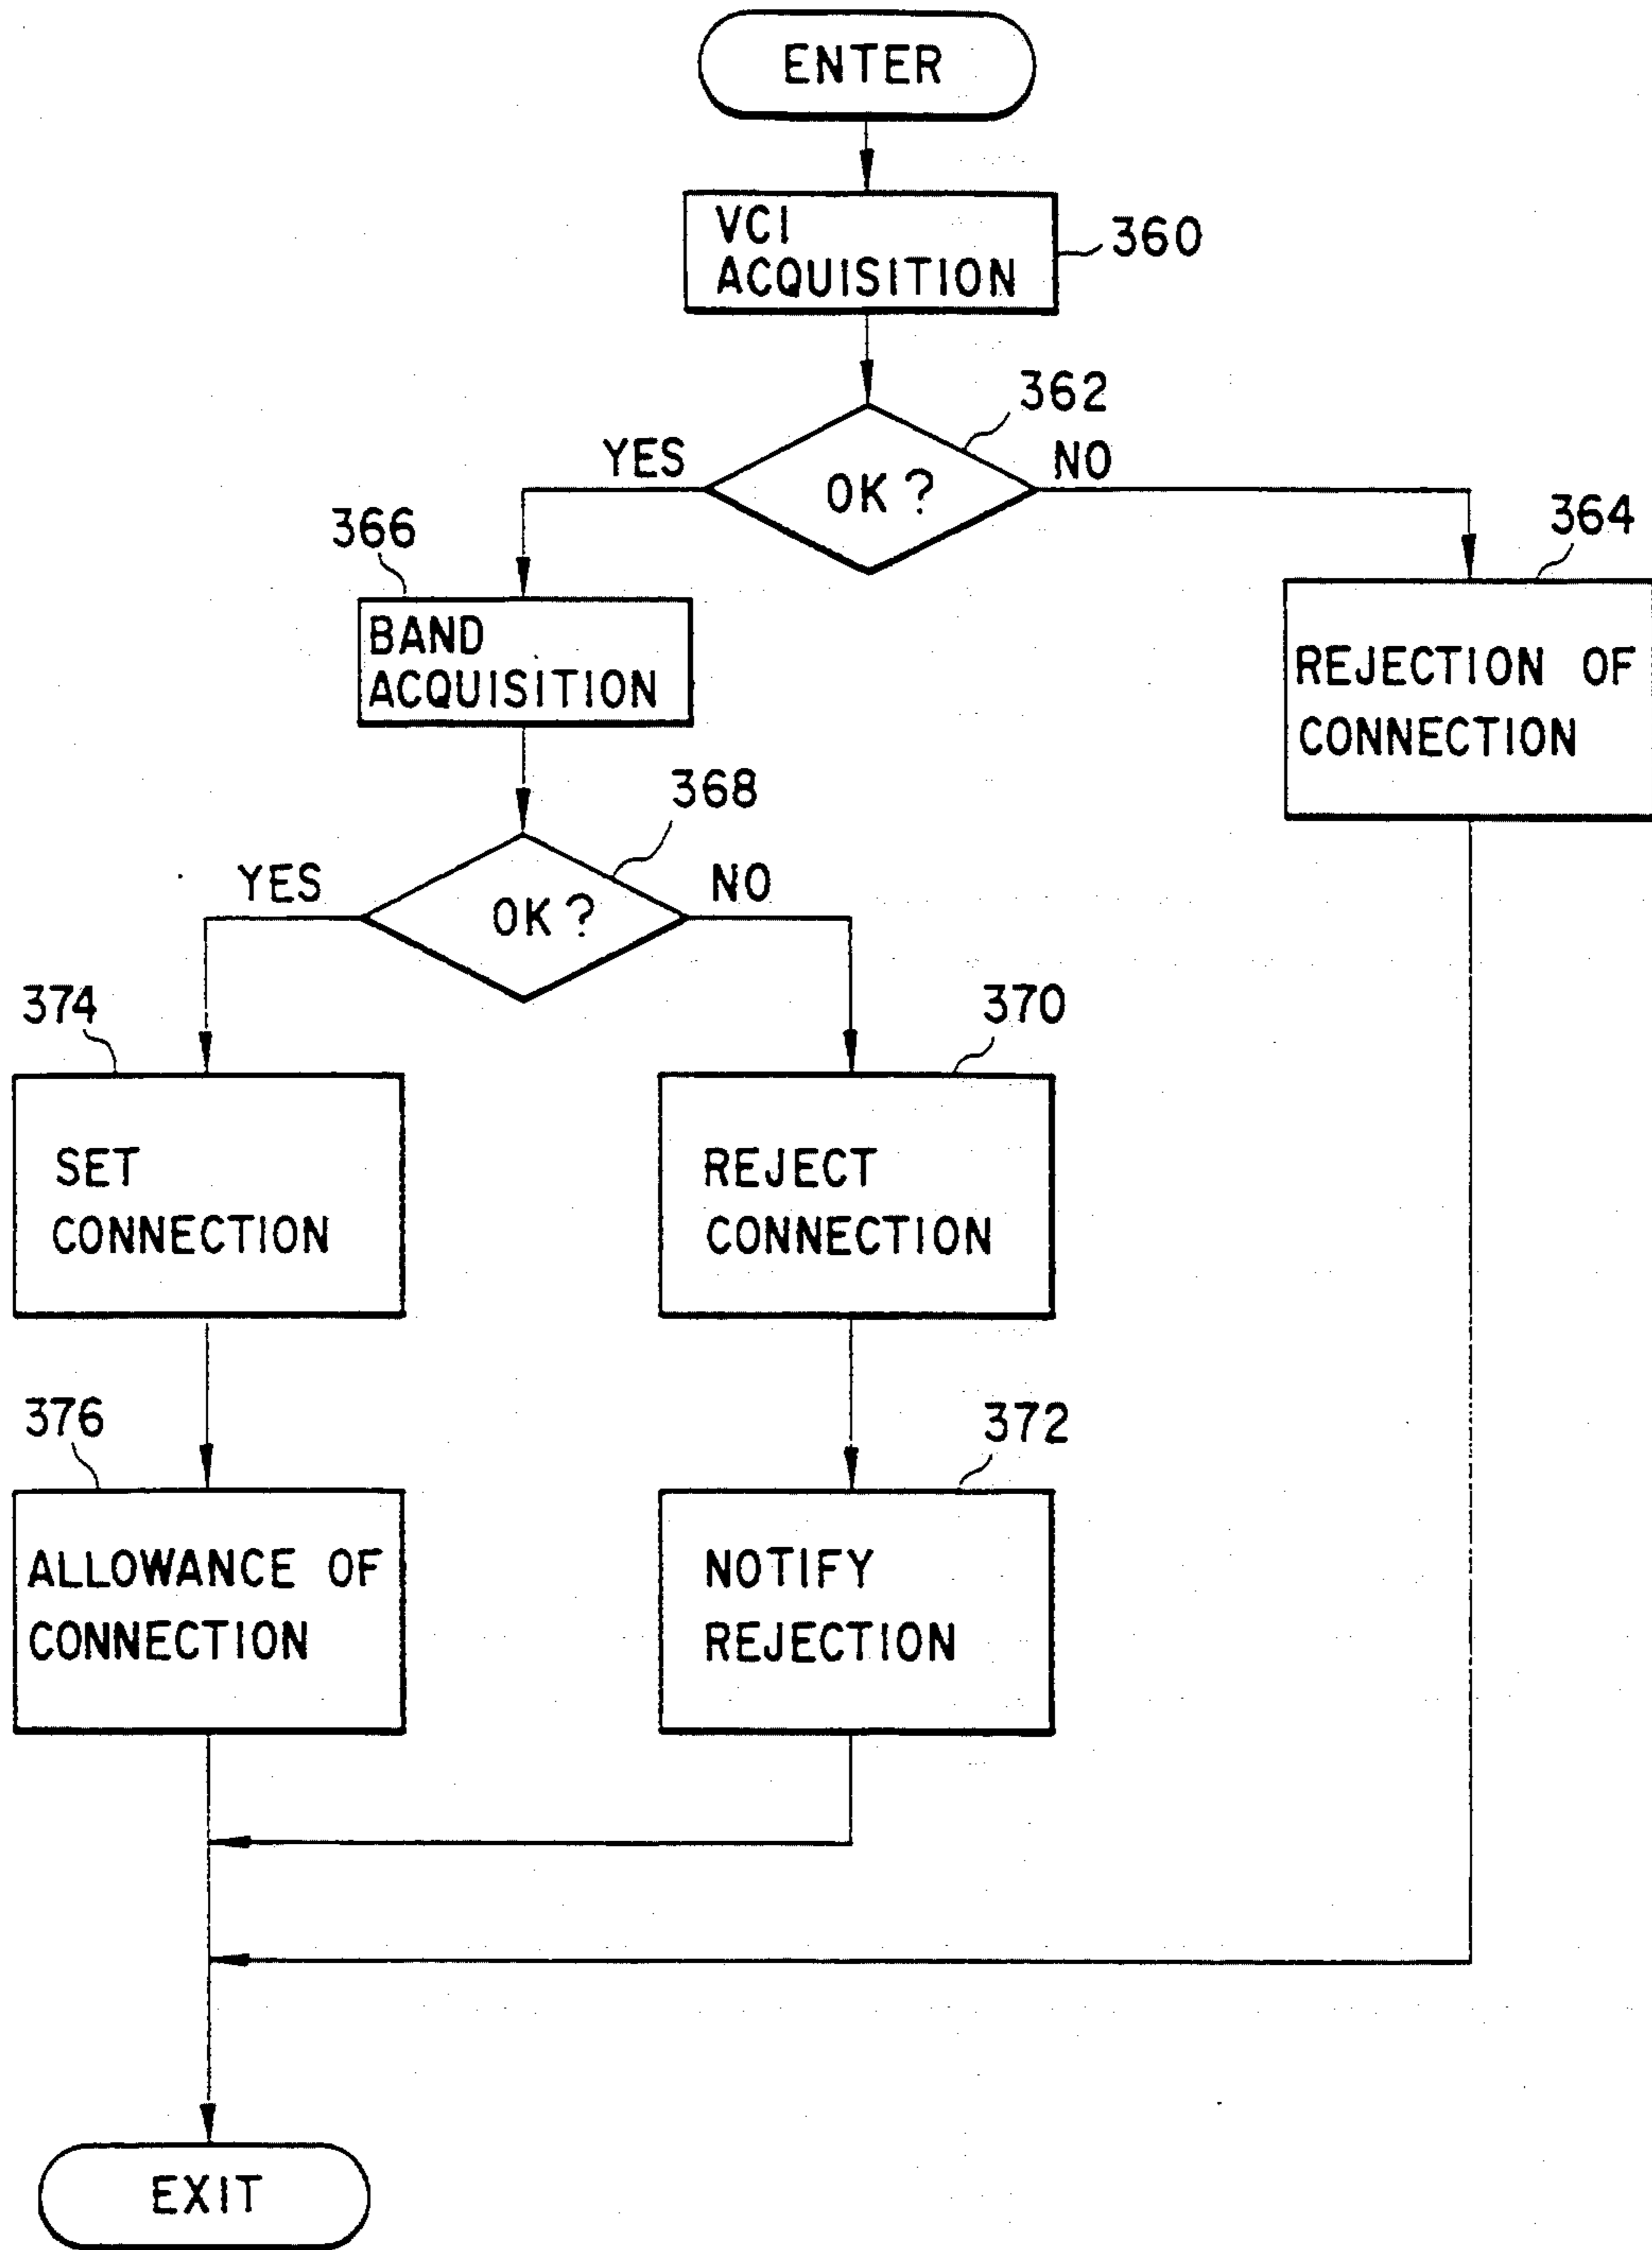 ENTER
VCI
ACQUISITION
360
362
YES
OK?
NO
366
364
BAND
ACQUISITION
REJECTION OF
CONNECTION
368
YES
OK?
NO
374
370
SET
CONNECTION
REJECT
CONNECTION
376
372
ALLOWANCE OF
CONNECTION
NOTIFY
REJECTION
EXIT